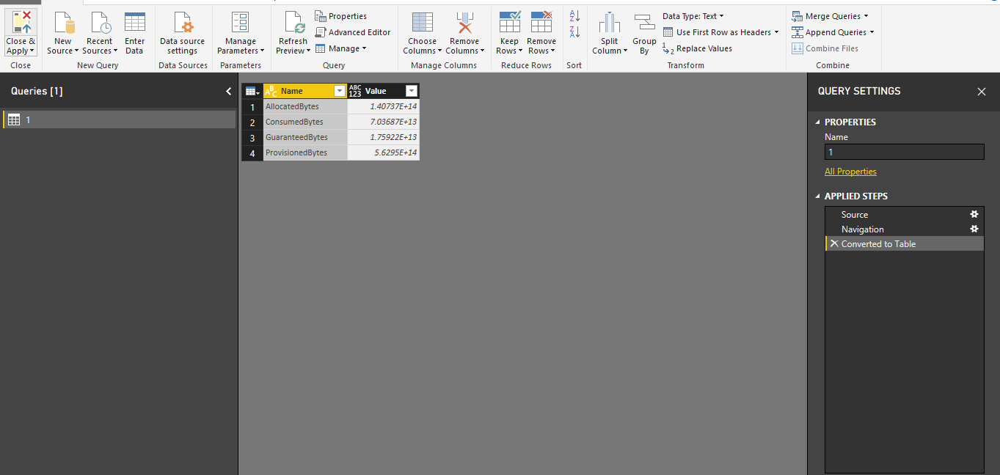 Close &
Apply
Close
New
Source
Recent
Sources
Enter
Data
New Query
Data source
settings
Data Sources
Manage
Parameters
Parameters
Refresh
Preview
Properties
Advanced Editor
Manage
Query
Choose
Columns
Remove
Columns
Manage Columns
Keep
Rows
Remove
Rows
Reduce Rows
A
Z
Z
A
Sort
Split
Column
Group
By
Data Type: Text
Use First Row as Headers
1
2 Replace Values
Transform
Merge Queries
Append Queries
Combine Files
Combine
Queries [1]
1
ABC Name
ABC
123 Value
1 AllocatedBytes 1.40737E+14
2 ConsumedBytes 7.03687E+13
3 GuaranteedBytes 1.75922E+13
4 ProvisionedBytes 5.6295E+14
QUERY SETTINGS
PROPERTIES
Name
1
All Properties
APPLIED STEPS
Source
Navigation
Converted to Table